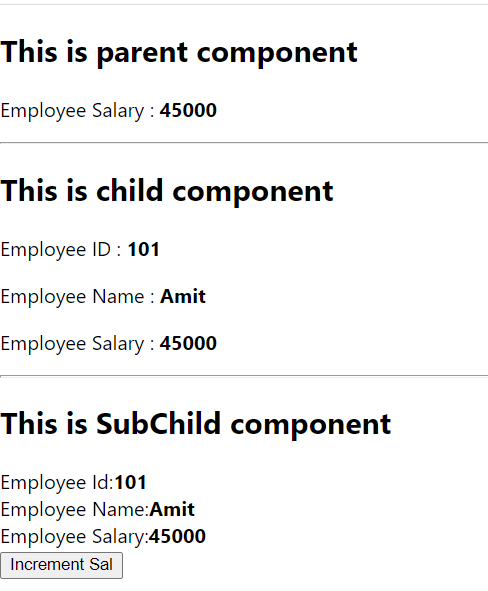 This is parent component
Employee Salary : 45000
This is child component
Employee ID : 101
Employee Name : Amit
Employee Salary : 45000
This is SubChild component
Employee Id:101
Employee Name:Amit
Employee Salary:45000
Increment Sal